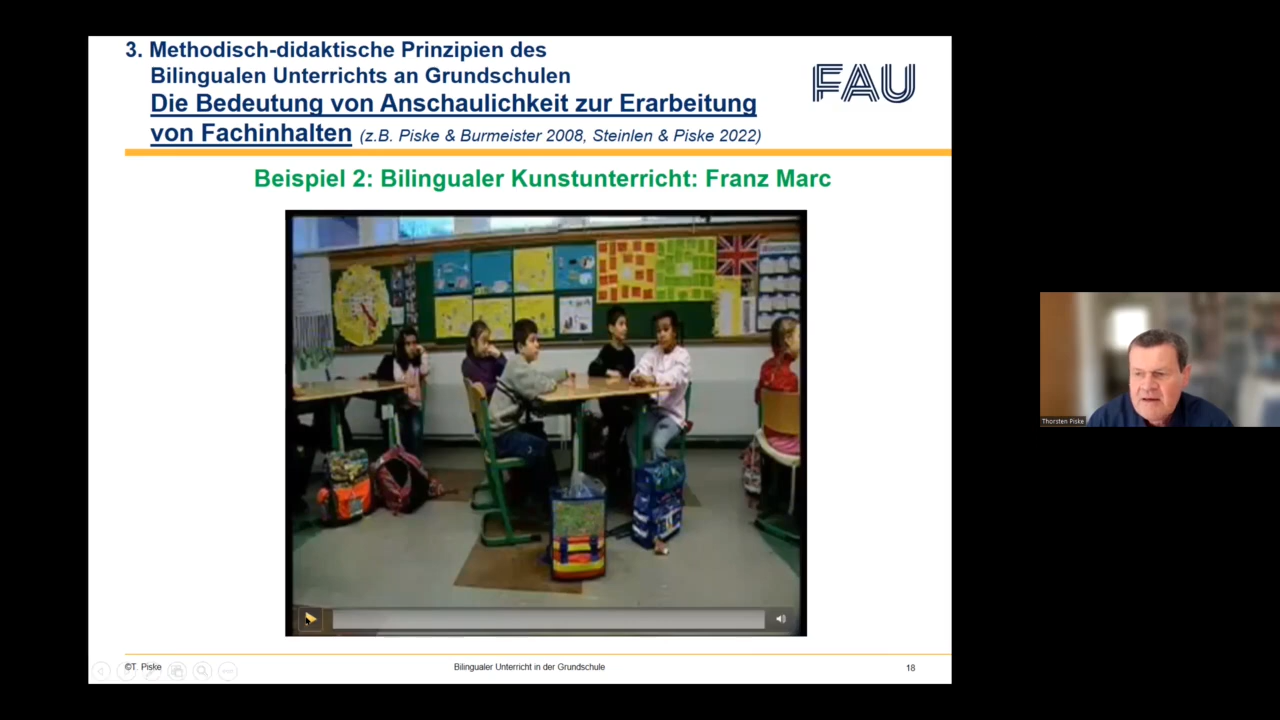 3. Methodisch-didaktische Prinzipien des
Bilingualen Unterrichts an Grundschulen
Die Bedeutung von Anschaulichkeit zur Erarbeitung
von Fachinhalten (z.B. Piske & Burmeister 2008, Steinlen & Piske 2022)
FAU
Beispiel 2: Bilingualer Kunstunterricht: Franz Marc
Thorsten Piske
©T. Piske
Bilingualer Unterricht in der Grundschule
18